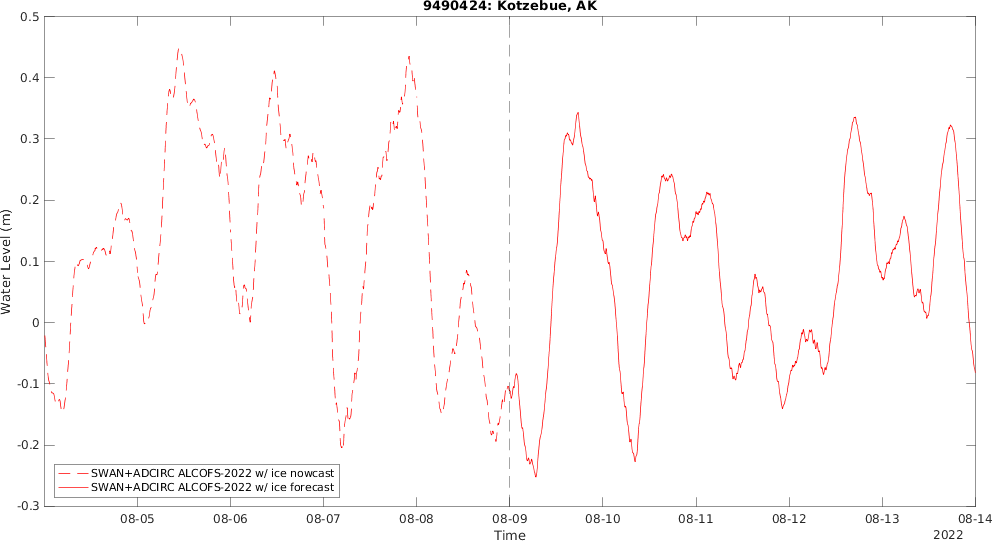 9490424: Kotzebue, AK
0.5
0.4
0.3
0.2
0.1
0
-0.1
-0.2
-0.3
Water Level (m)
SWAN+ADCIRC ALCOFS-2022 w/ ice nowcast
SWAN+ADCIRC ALCOFS-2022 w/ ice forecast
08-05 08-06 08-07 08-08 08-09 08-10 08-11 08-12 08-13 08-14
Time
2022